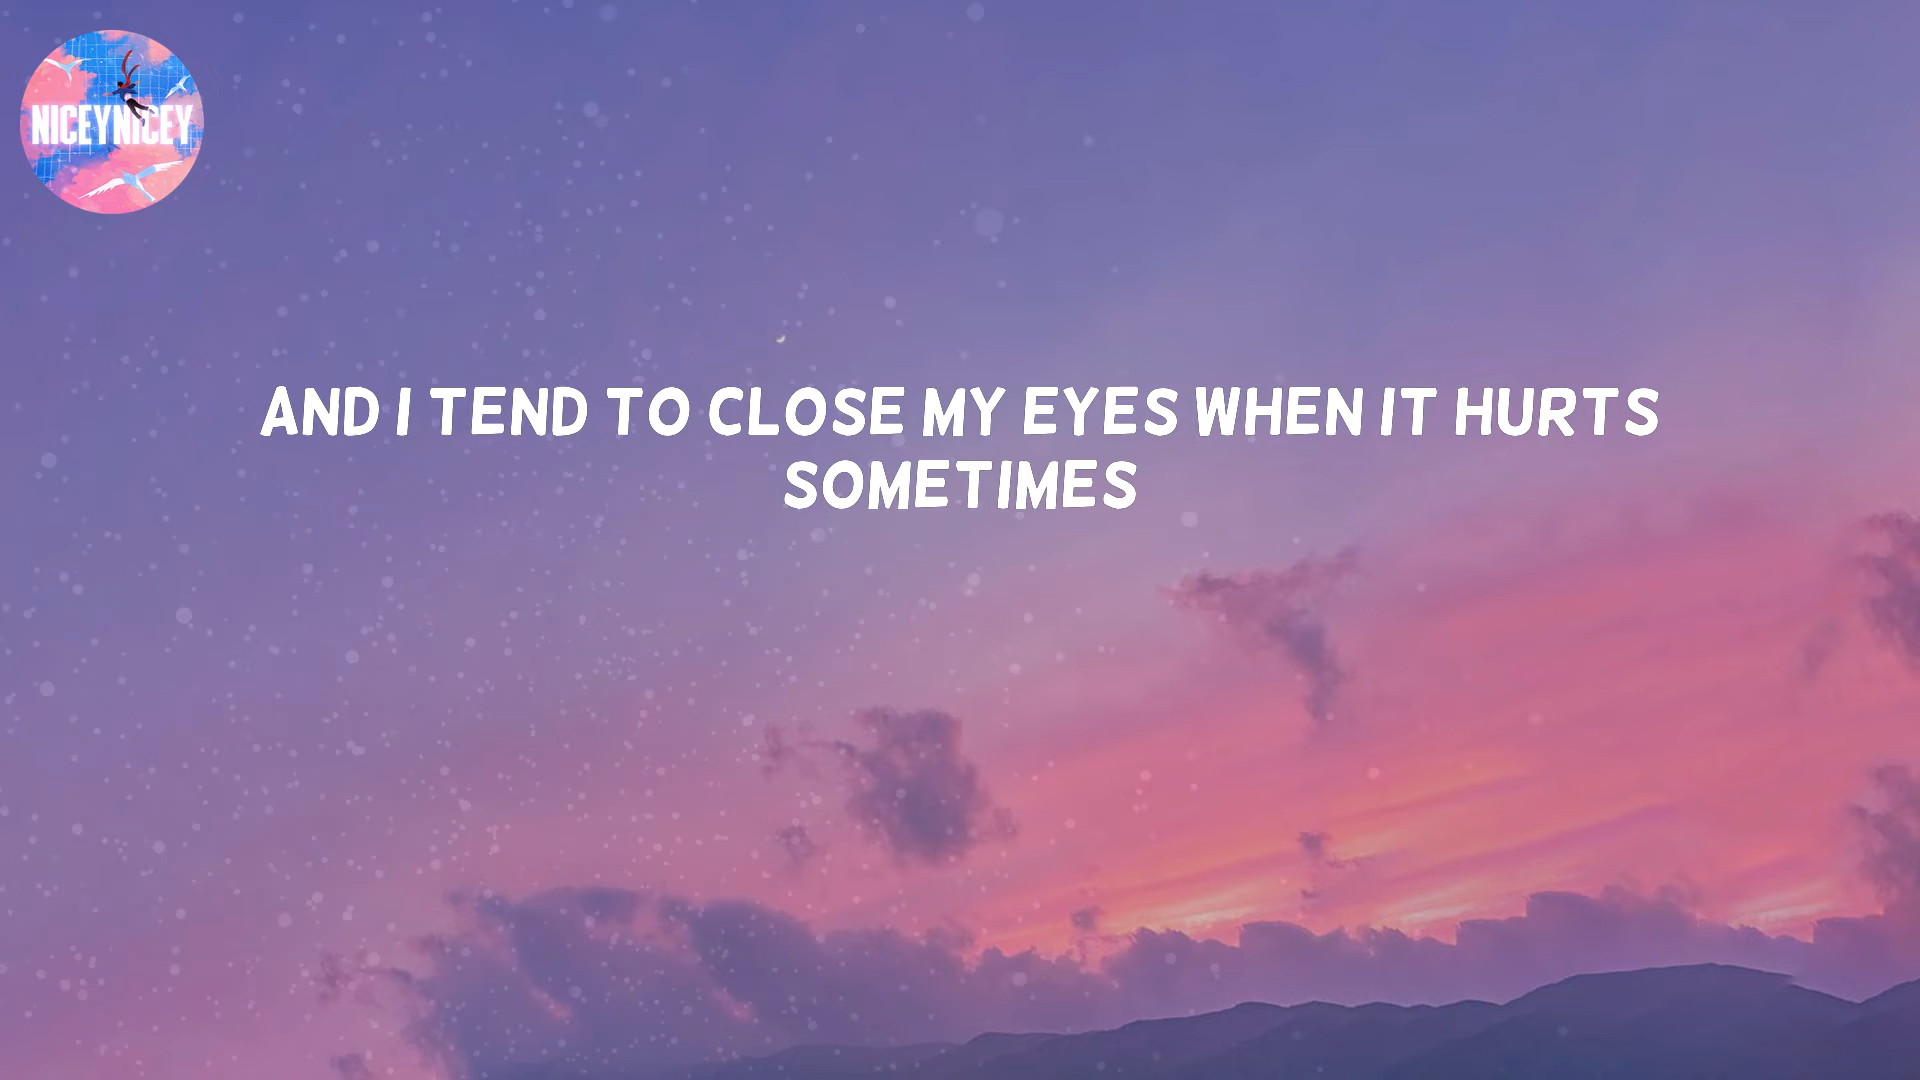 NICEYNICEY
AND I TEND TO CLOSE MY EYES WHEN IT HURTS
SOMETIMES